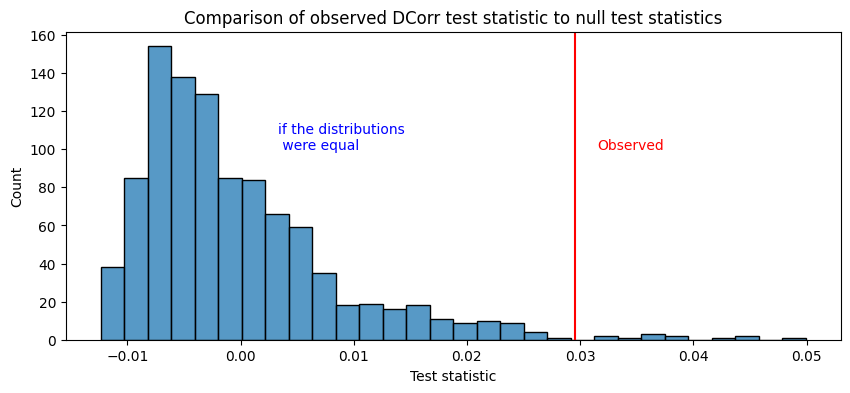 Comparison of observed DCorr test statistic to null test statistics
160
140
120
100
80
60
40
20
0
Count
if the distributions
were equal
Observed
−0.01
0.00
0.01
0.02
0.03
0.04
0.05
Test statistic